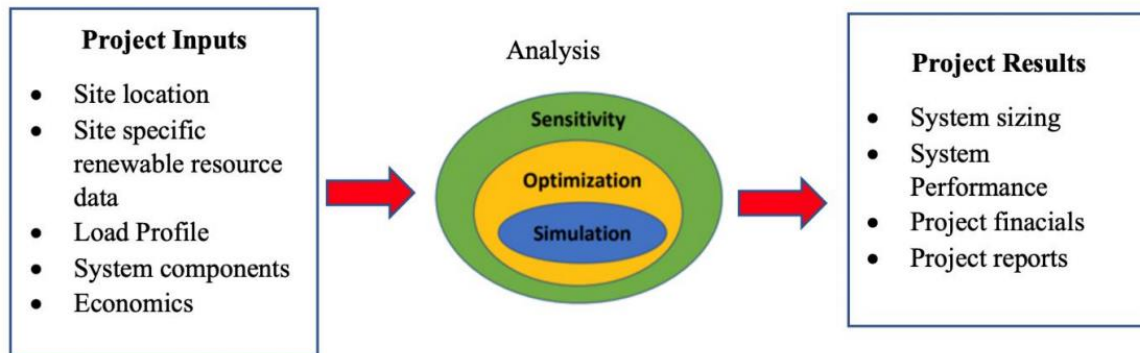 Project Inputs
• Site location
• Site specific
renewable resource
data
• Load Profile
• System components
• Economics
Analysis
Sensitivity
Optimization
Simulation
Project Results
• System sizing
• System
Performance
• Project finacials
• Project reports